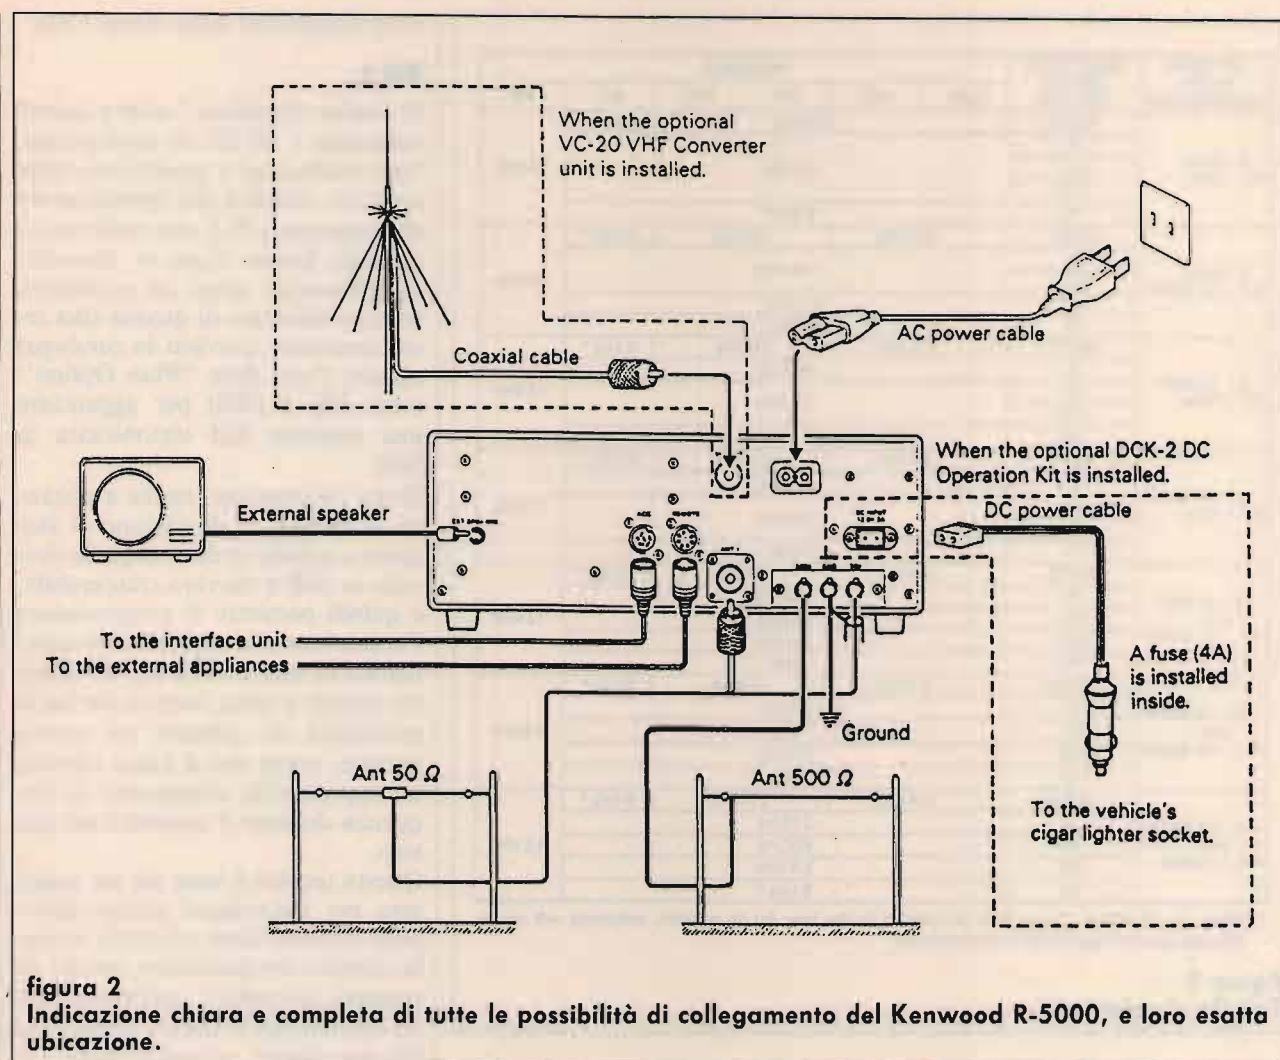 When the optional
VC-20 VHF Converter
unit is installed.
AC power cable
Coaxial cable
When the optional DCK-2 DC
Operation Kit is installed.
DC power cable
External speaker
To the interface unit
To the external appliances
A fuse (4A)
is installed
inside.
Ground
Ant 50 Ω
Ant 500 Ω
To the vehicle's
cigar lighter socket.
figura 2
Indicazione chiara e completa di tutte le possibilità di collegamento del Kenwood R-5000, e loro esatta
ubicazione.